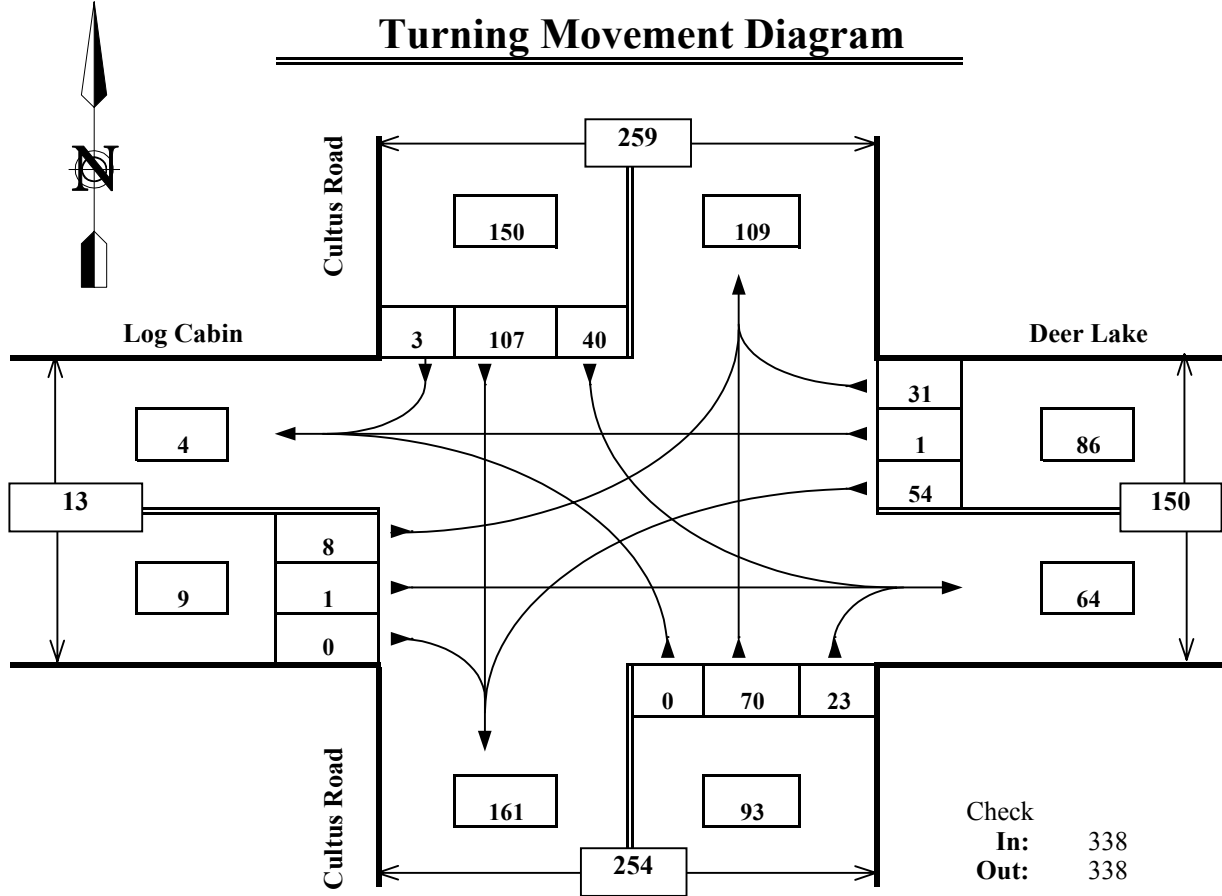 Turning Movement Diagram
N
Cultus Road
259
150
109
Log Cabin
3 107 40
Deer Lake
31
4
1
86
54
13
150
8
9
1
64
0
0 70 23
Cultus Road
161
93
254
Check
In: 338
Out: 338